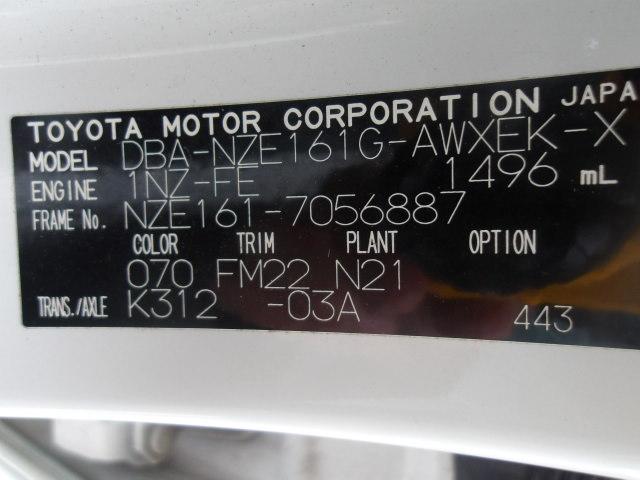 TOYOTA MOTOR CORPORATION JAPA
MODEL DBA-NZE161G-AWXEK-X
ENGINE 1NZ-FE 1496 mL
FRAME No. NZE161-7056887
COLOR TRIM PLANT OPTION
070 FM22 N21
TRANS./AXLE K312 -03A 443